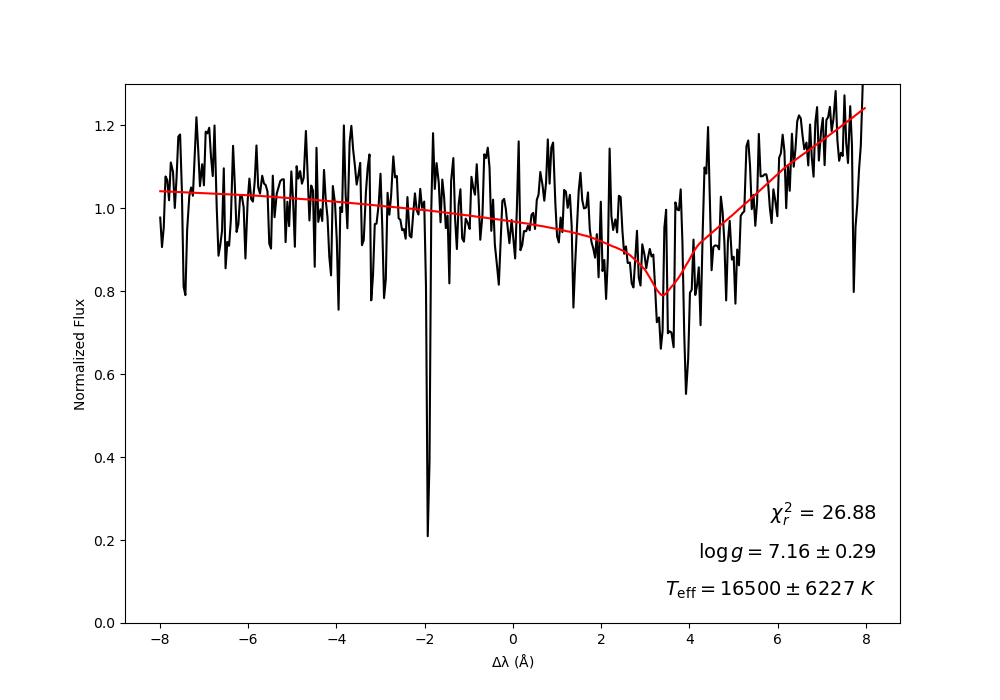 1.2
1.0
0.8
0.6
0.4
0.2
0.0
Normalized Flux
χ²ᵣ = 26.88
log g = 7.16 ± 0.29
T_eff = 16500 ± 6227 K
−8 −6 −4 −2 0 2 4 6 8
Δλ (Å)